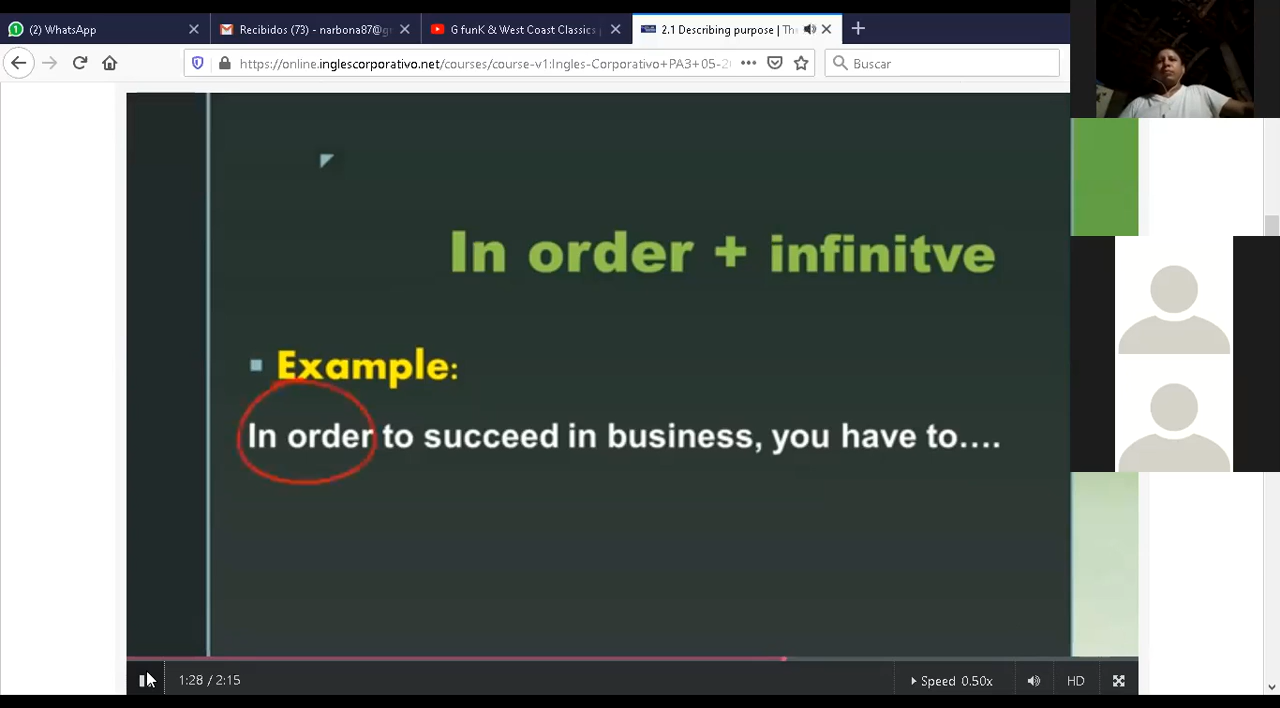 (2) WhatsApp
Recibidos (73) - narbona87@g
G funK & West Coast Classics
2.1 Describing purpose | Th
https://online.inglescorporativo.net/courses/course-v1:Ingles-Corporativo+PA3+05-2
Buscar
In order + infinitve
Example:
In order to succeed in business, you have to....
1:28 / 2:15
Speed 0.50x
HD